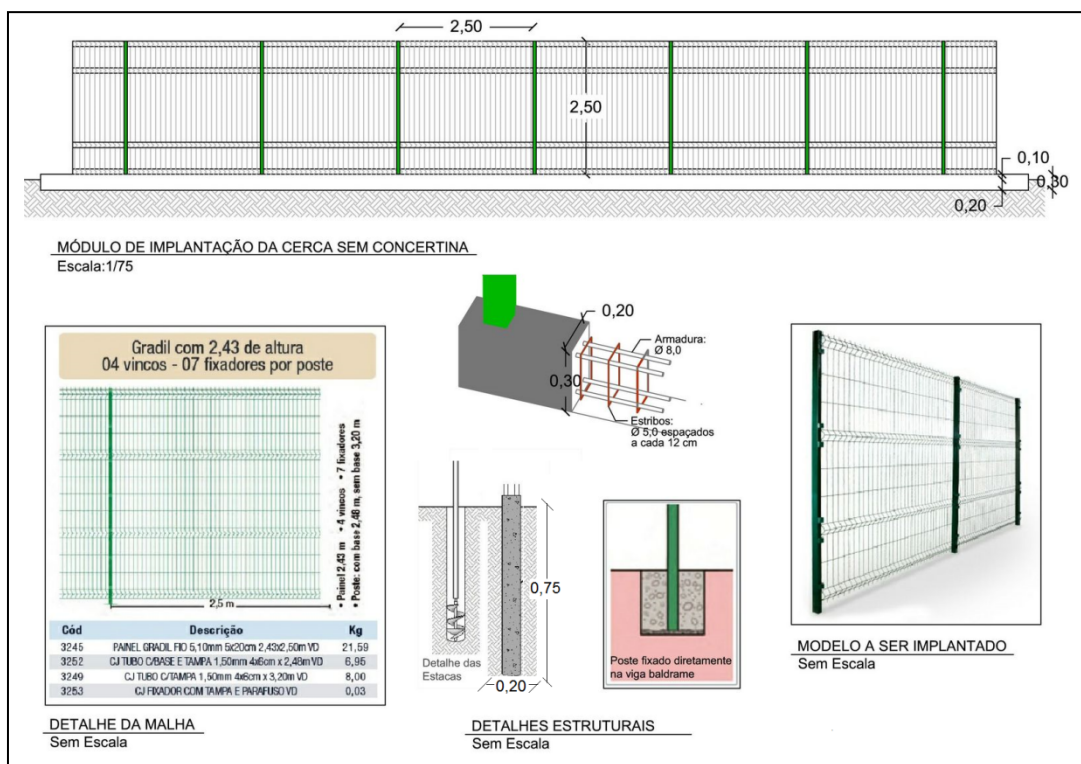 2,50
2,50
0,10
0,30
0,20
MÓDULO DE IMPLANTAÇÃO DA CERCA SEM CONCERTINA
Escala:1/75
Gradil com 2,43 de altura
04 vincos - 07 fixadores por poste
• Painel 2,43 m • 4 vincos • 7 fixadores
• Poste: com base 2,48 m, sem base 3,20 m
2,5 m
Cód Descrição Kg
3245 PAINEL GRADIL FIO 5,10mm 5x20cm 2,43x2,50m VD 21,59
3252 CJ TUBO C/BASE E TAMPA 1,50mm 4x6cm x 2,48m VD 6,95
3249 CJ TUBO C/TAMPA 1,50mm 4x6cm x 3,20m VD 8,00
3253 CJ FIXADOR COM TAMPA E PARAFUSO VD 0,03
DETALHE DA MALHA
Sem Escala
0,20
Armadura:
Ø 8,0
0,30
Estribos:
Ø 5,0 espaçados
a cada 12 cm
0,75
Detalhe das
Estacas
0,20
Poste fixado diretamente
na viga baldrame
DETALHES ESTRUTURAIS
Sem Escala
MODELO A SER IMPLANTADO
Sem Escala